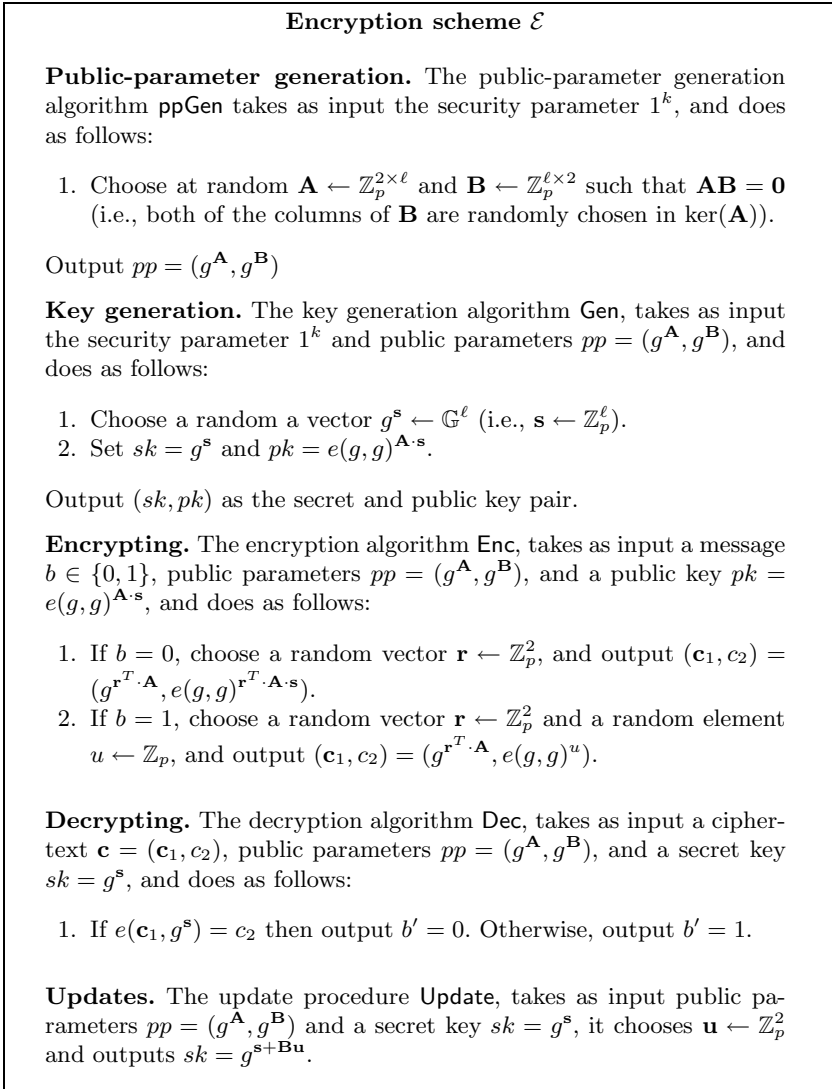 Encryption scheme ℰ
Public-parameter generation. The public-parameter generation
algorithm ppGen takes as input the security parameter 1^k, and does
as follows:
1. Choose at random A ← ℤ_p^{2×ℓ} and B ← ℤ_p^{ℓ×2} such that AB = 0
(i.e., both of the columns of B are randomly chosen in ker(A)).
Output pp = (g^A, g^B)
Key generation. The key generation algorithm Gen, takes as input
the security parameter 1^k and public parameters pp = (g^A, g^B), and
does as follows:
1. Choose a random a vector g^s ← 𝔾^ℓ (i.e., s ← ℤ_p^ℓ).
2. Set sk = g^s and pk = e(g, g)^{A·s}.
Output (sk, pk) as the secret and public key pair.
Encrypting. The encryption algorithm Enc, takes as input a message
b ∈ {0, 1}, public parameters pp = (g^A, g^B), and a public key pk =
e(g, g)^{A·s}, and does as follows:
1. If b = 0, choose a random vector r ← ℤ_p^2, and output (c_1, c_2) =
(g^{r^T·A}, e(g, g)^{r^T·A·s}).
2. If b = 1, choose a random vector r ← ℤ_p^2 and a random element
u ← ℤ_p, and output (c_1, c_2) = (g^{r^T·A}, e(g, g)^u).
Decrypting. The decryption algorithm Dec, takes as input a cipher-
text c = (c_1, c_2), public parameters pp = (g^A, g^B), and a secret key
sk = g^s, and does as follows:
1. If e(c_1, g^s) = c_2 then output b′ = 0. Otherwise, output b′ = 1.
Updates. The update procedure Update, takes as input public pa-
rameters pp = (g^A, g^B) and a secret key sk = g^s, it chooses u ← ℤ_p^2
and outputs sk = g^{s+Bu}.